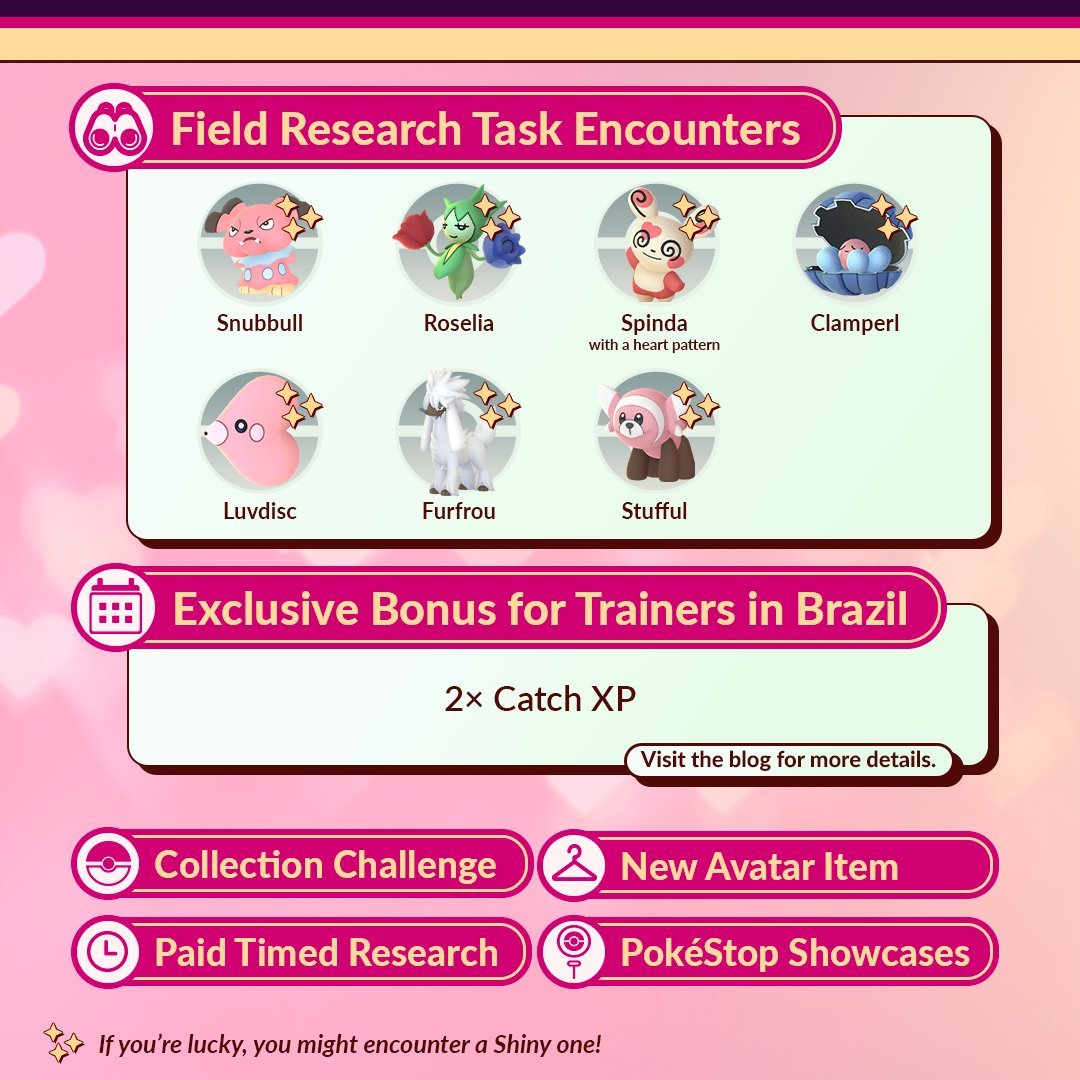 Field Research Task Encounters
Snubbull
Roselia
Spinda
with a heart pattern
Clamperl
Luvdisc
Furfrou
Stufful
Exclusive Bonus for Trainers in Brazil
2× Catch XP
Visit the blog for more details.
Collection Challenge
New Avatar Item
Paid Timed Research
PokéStop Showcases
If you’re lucky, you might encounter a Shiny one!